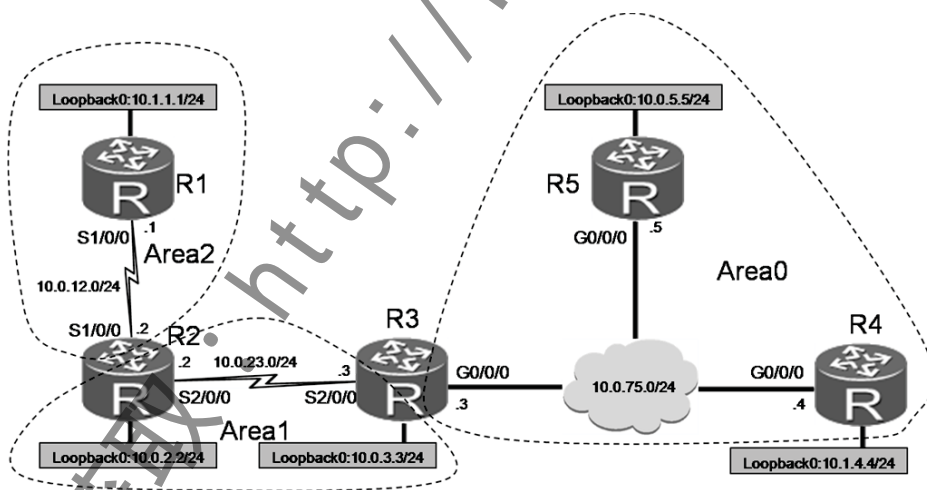 http://
Loopback0:10.1.1.1/24
R
R1
S1/0/0
.1
Area2
10.0.12.0/24
S1/0/0
.2
R2
R
.2
10.0.23.0/24
S2/0/0
Area1
Loopback0:10.0.2.2/24
R3
R
.3
S2/0/0
G0/0/0
.3
Loopback0:10.0.3.3/24
Loopback0:10.0.5.5/24
R5
R
G0/0/0
.5
Area0
10.0.75.0/24
R4
R
G0/0/0
.4
Loopback0:10.1.4.4/24